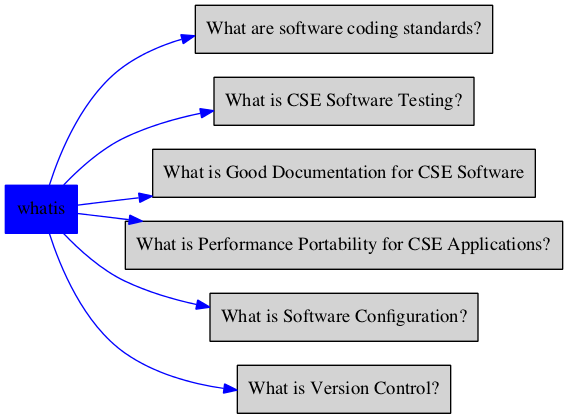 What are software coding standards?
What is CSE Software Testing?
What is Good Documentation for CSE Software
whatis
What is Performance Portability for CSE Applications?
What is Software Configuration?
What is Version Control?